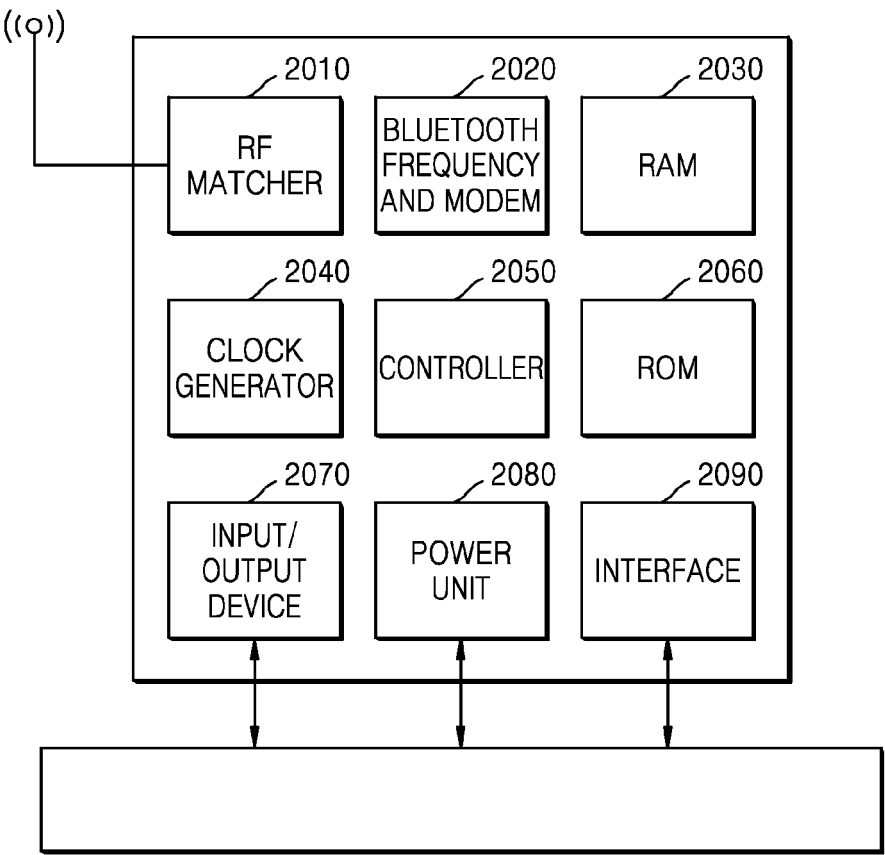 2010
2020
2030
RF
MATCHER
BLUETOOTH
FREQUENCY
AND MODEM
RAM
2040
2050
2060
CLOCK
GENERATOR
CONTROLLER
ROM
2070
2080
2090
INPUT/
OUTPUT
DEVICE
POWER
UNIT
INTERFACE